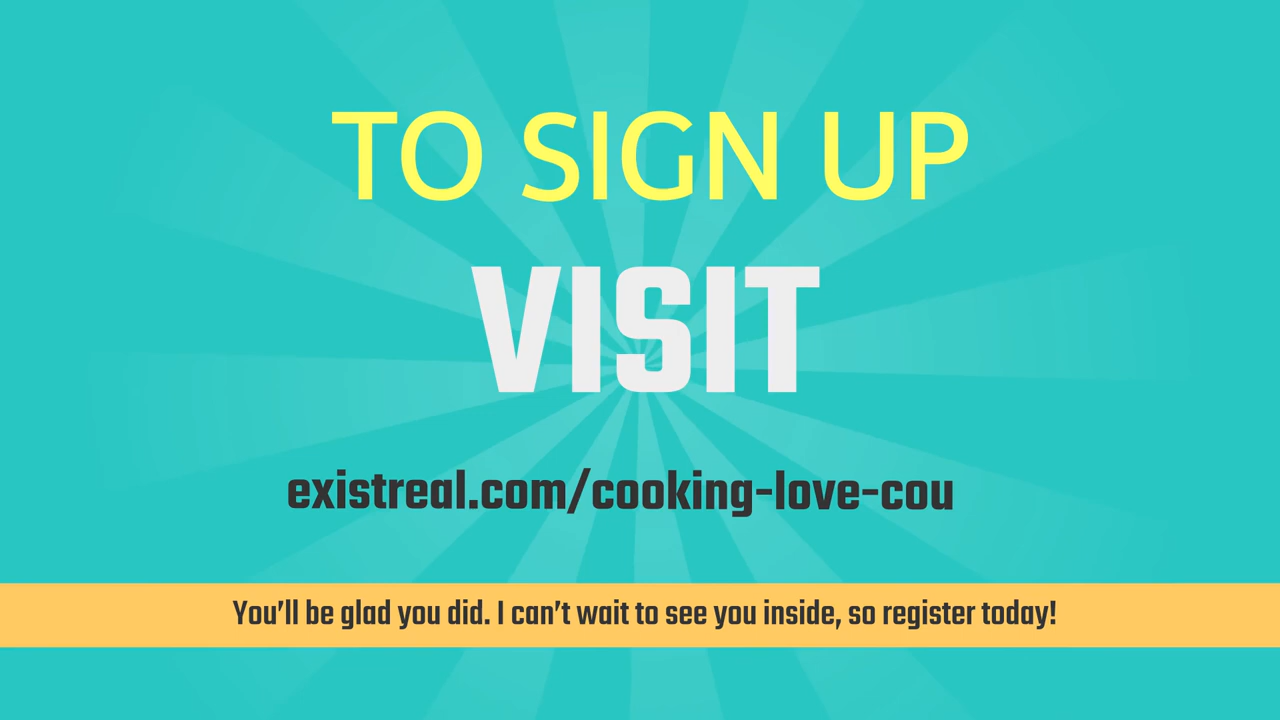 TO SIGN UP
VISIT
existreal.com/cooking-love-cou
You'll be glad you did. I can't wait to see you inside, so register today!